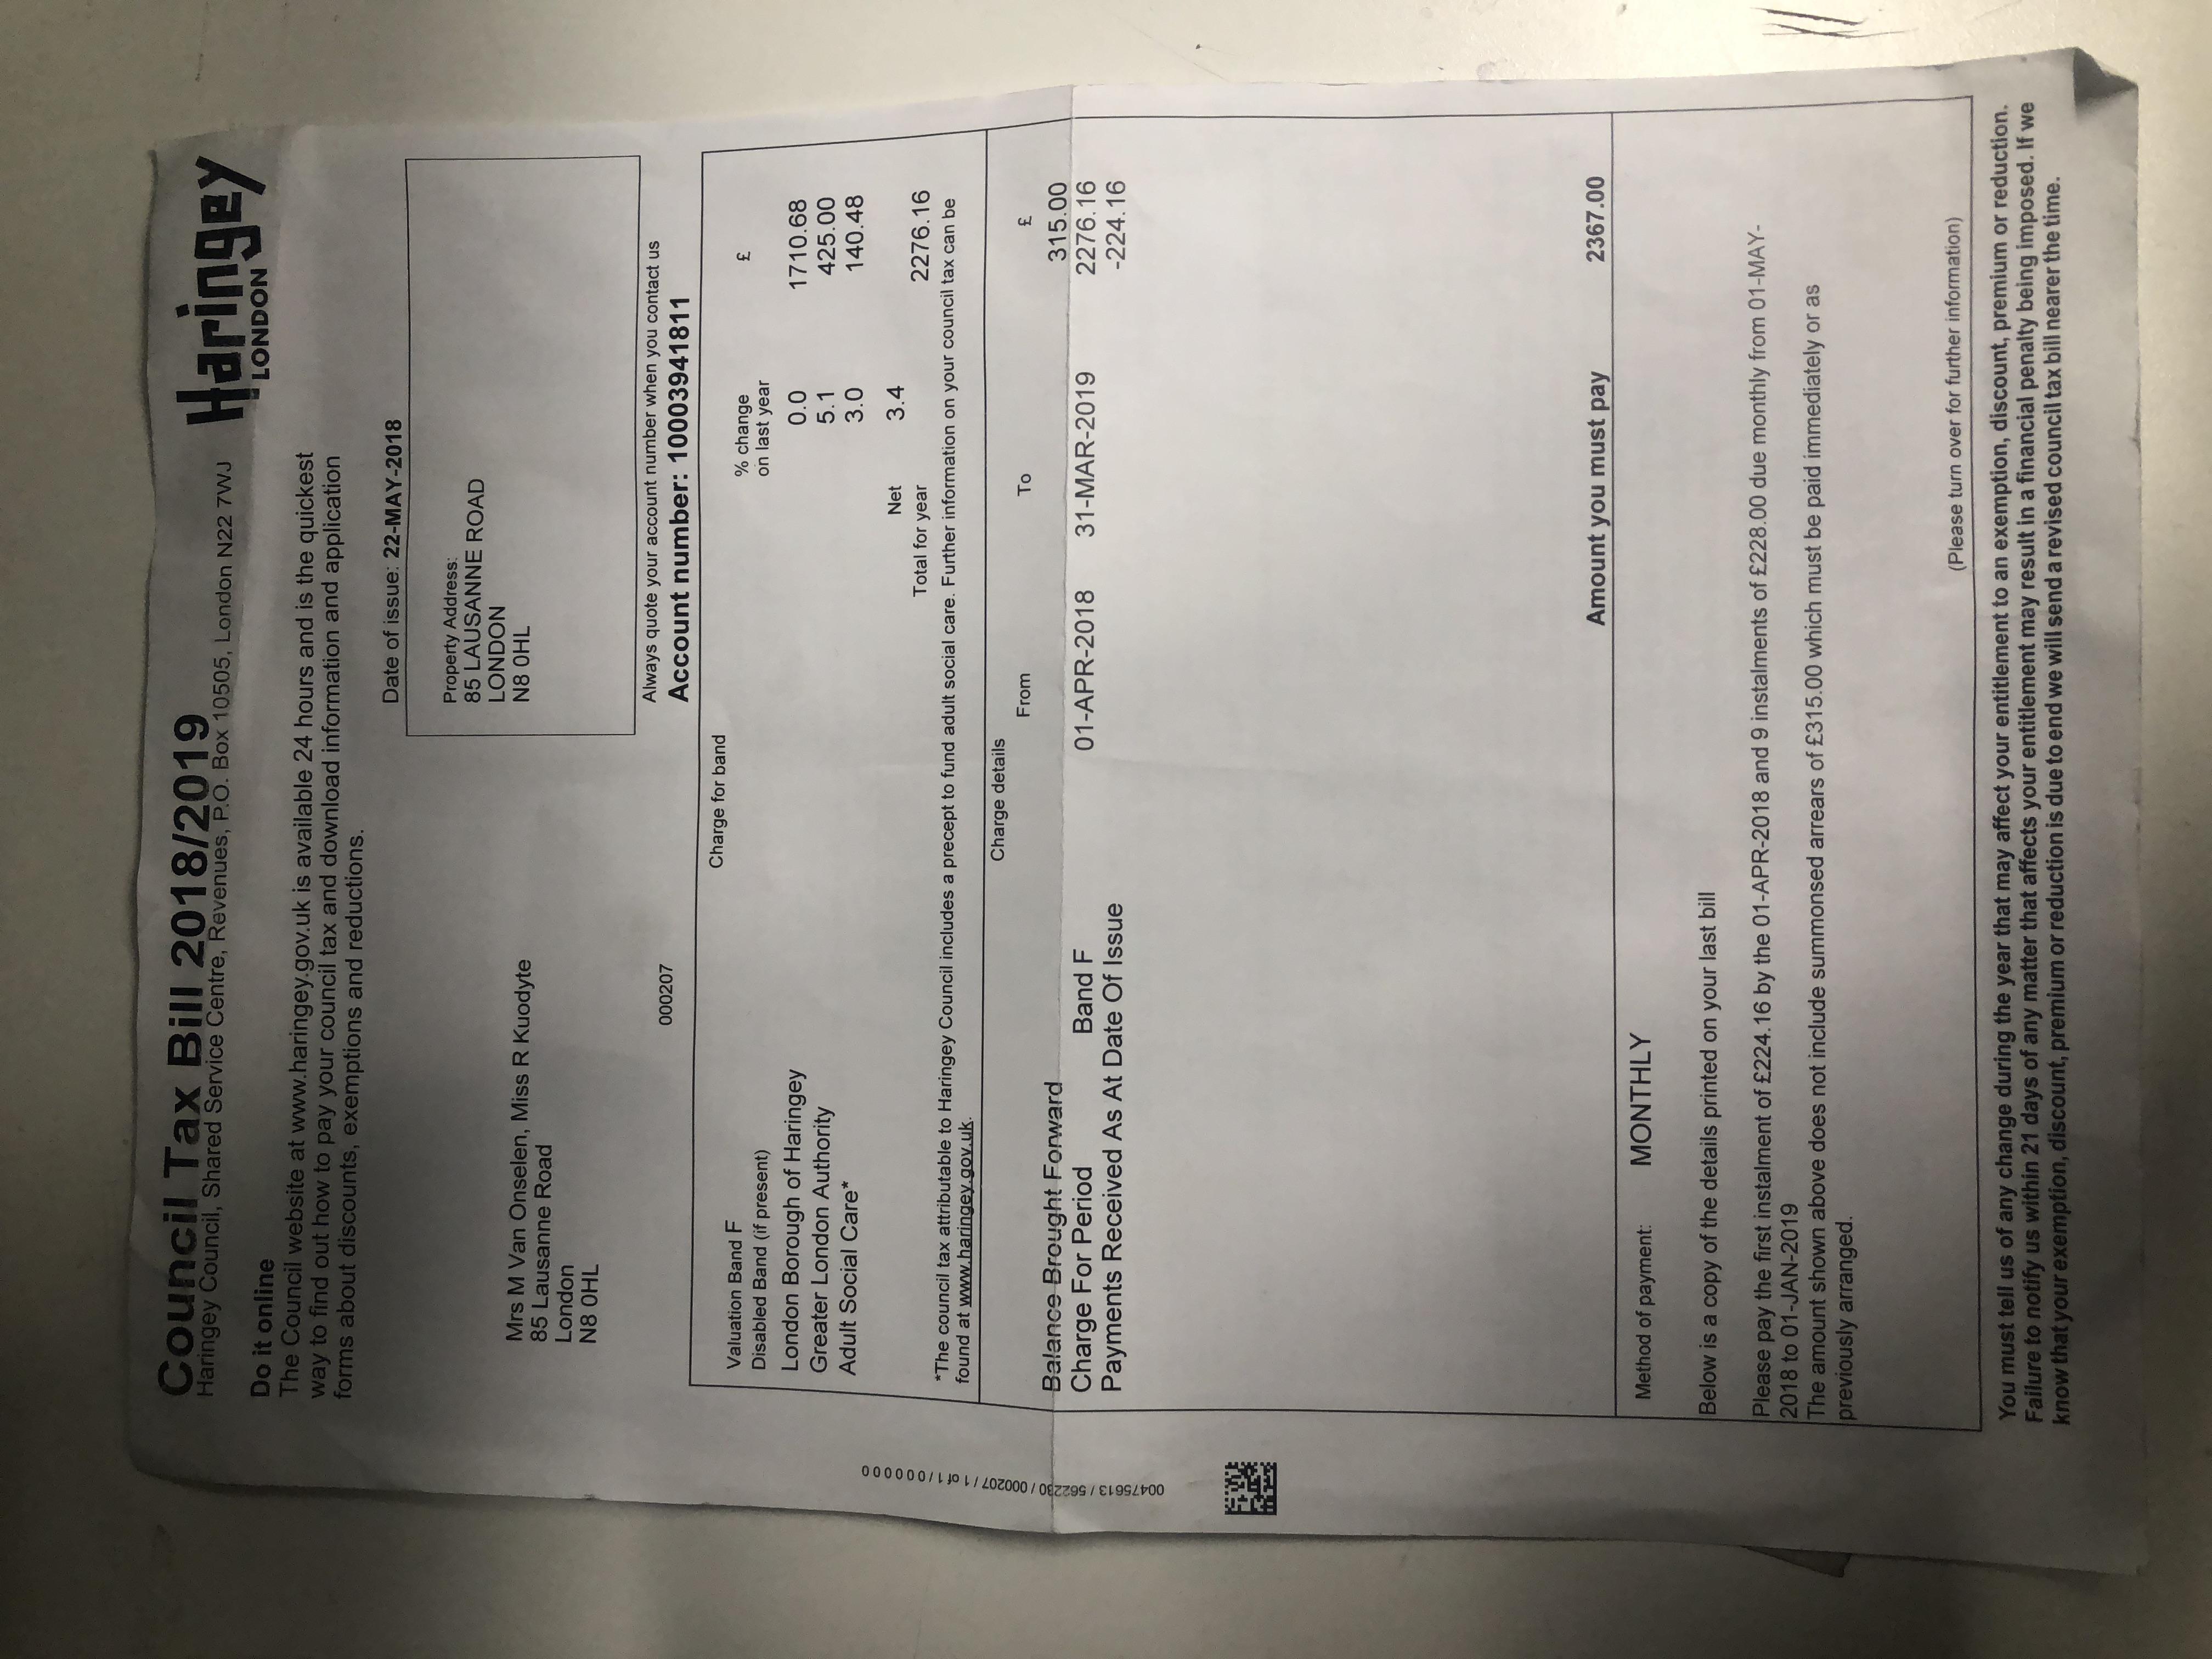 Council Tax Bill 2018/2019
Haringey Council, Shared Service Centre, Revenues, P.O. Box 10505, London N22 7WJ
Haringey
LONDON
Do it online
The Council website at www.haringey.gov.uk is available 24 hours and is the quickest
way to find out how to pay your council tax and download information and application
forms about discounts, exemptions and reductions.
Date of issue: 22-MAY-2018
Property Address:
85 LAUSANNE ROAD
LONDON
N8 0HL
Mrs M Van Onselen, Miss R Kuodyte
85 Lausanne Road
London
N8 0HL
000207
Always quote your account number when you contact us
Account number: 10003941811
Charge for band
Valuation Band F
% change £
Disabled Band (if present)
on last year
London Borough of Haringey 0.0 1710.68
Greater London Authority 5.1 425.00
Adult Social Care* 3.0 140.48
Net 3.4
Total for year 2276.16
*The council tax attributable to Haringey Council includes a precept to fund adult social care. Further information on your council tax can be
found at www.haringey.gov.uk.
Charge details
From To £
Balance Brought Forward 315.00
Charge For Period Band F 01-APR-2018 31-MAR-2019 2276.16
Payments Received As At Date Of Issue -224.16
00475613 / 562230 / 000207 / 1 of 1 / 000000
Amount you must pay 2367.00
Method of payment: MONTHLY
Below is a copy of the details printed on your last bill
Please pay the first instalment of £224.16 by the 01-APR-2018 and 9 instalments of £228.00 due monthly from 01-MAY-
2018 to 01-JAN-2019
The amount shown above does not include summonsed arrears of £315.00 which must be paid immediately or as
previously arranged.
(Please turn over for further information)
You must tell us of any change during the year that may affect your entitlement to an exemption, discount, premium or reduction.
Failure to notify us within 21 days of any matter that affects your entitlement may result in a financial penalty being imposed. If we
know that your exemption, discount, premium or reduction is due to end we will send a revised council tax bill nearer the time.